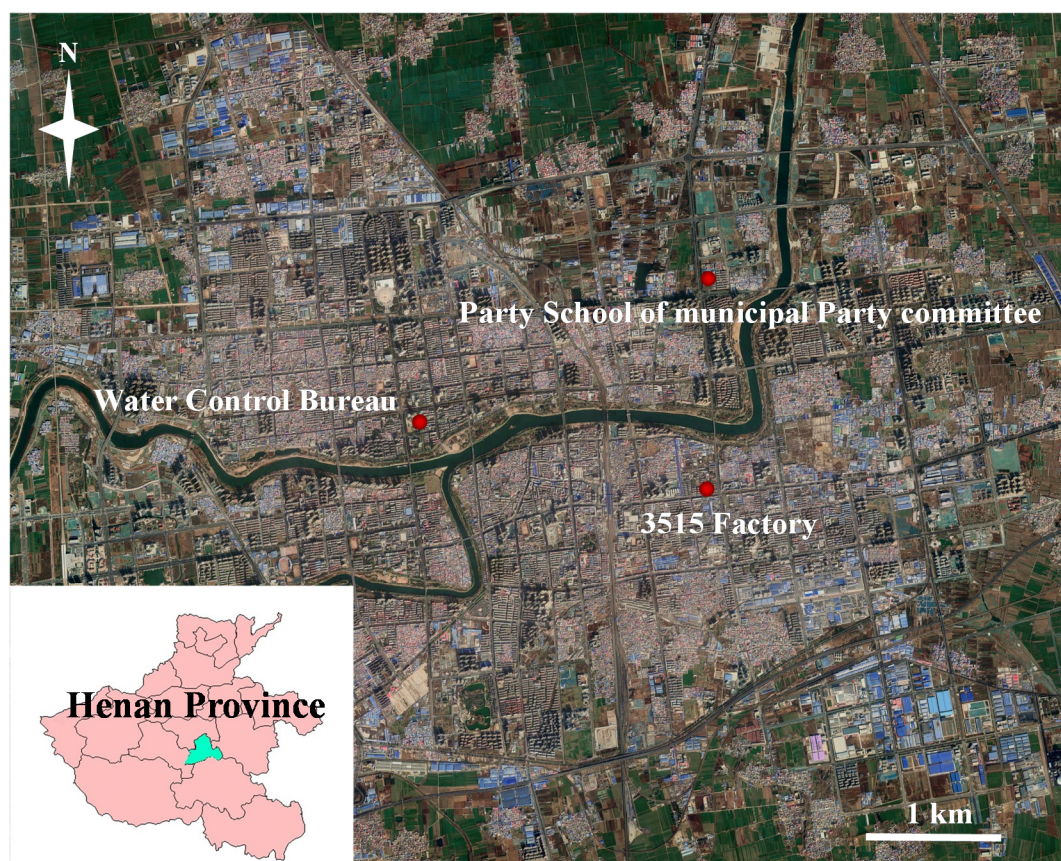 N
Party School of municipal Party committee
Water Control Bureau
3515 Factory
Henan Province
1 km